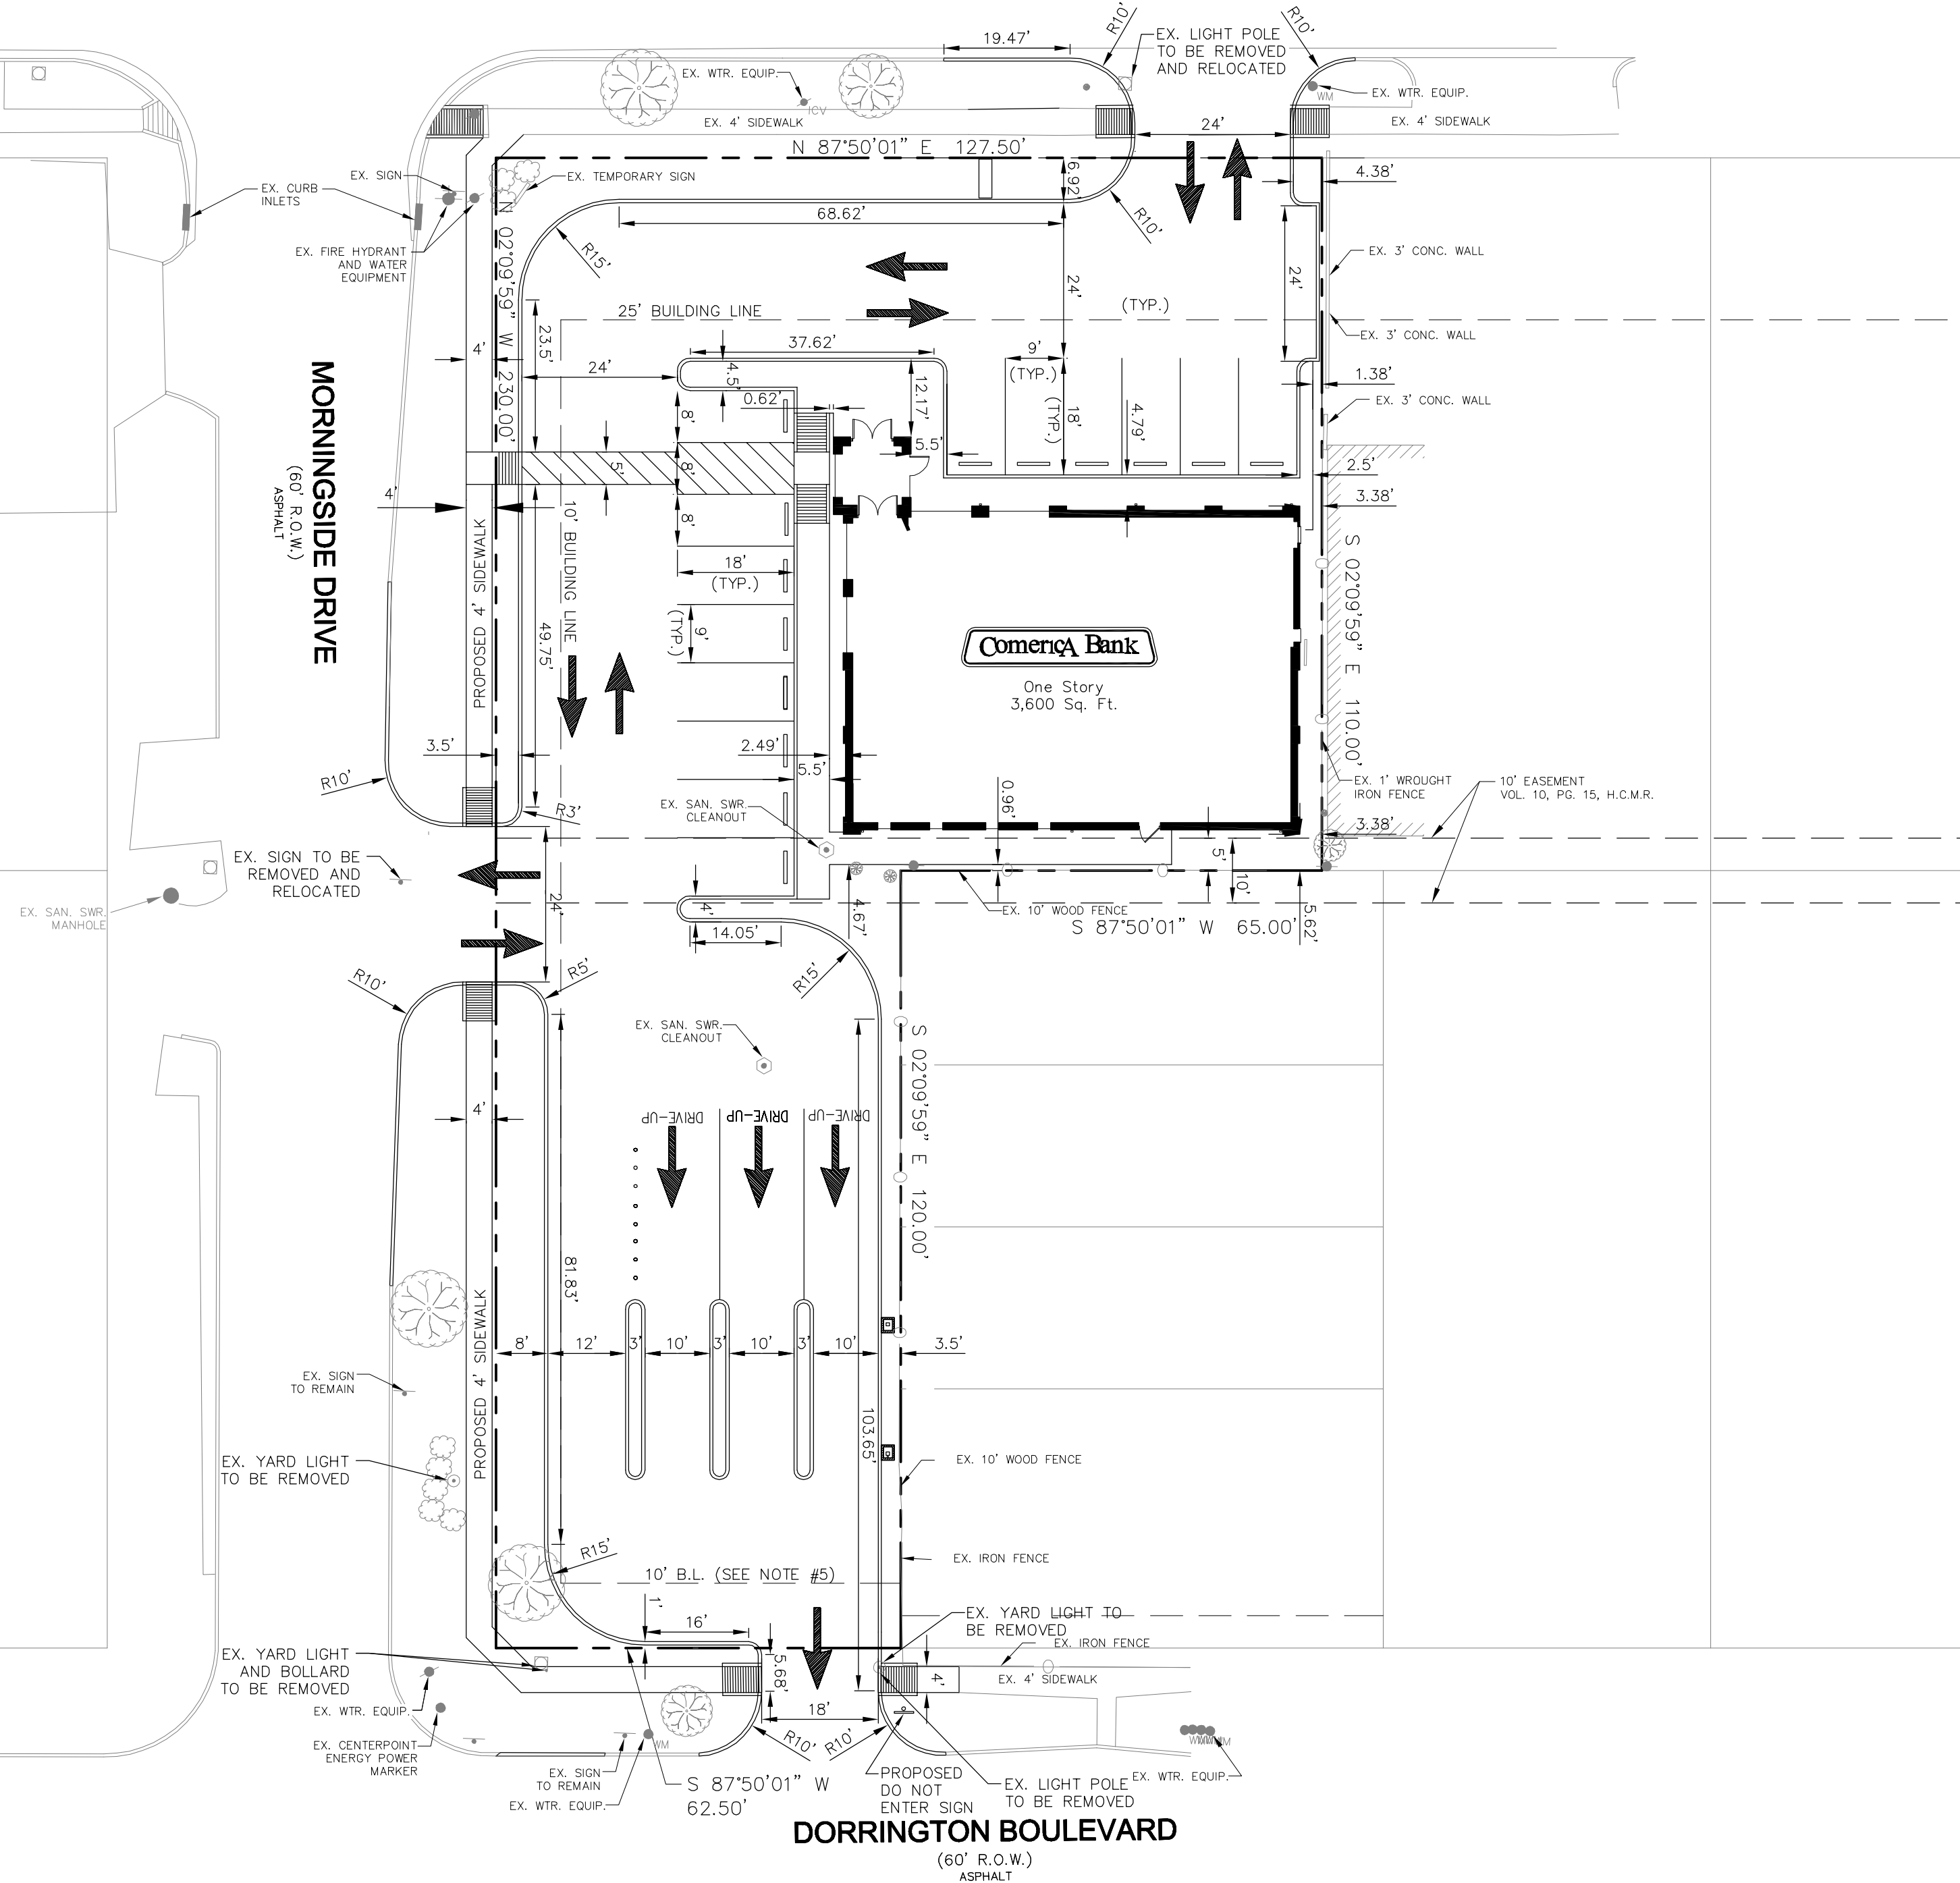 R10'
R10'
19.47'
EX. LIGHT POLE
TO BE REMOVED
AND RELOCATED
EX. WTR. EQUIP.
ICV
WM
EX. WTR. EQUIP.
EX. 4' SIDEWALK
24'
EX. 4' SIDEWALK
N 87°50'01" E 127.50'
EX. SIGN
EX. TEMPORARY SIGN
6.92'
4.38'
EX. CURB
INLETS
68.62'
R10'
EX. FIRE HYDRANT
AND WATER
EQUIPMENT
N 02°09'59" W 230.00'
R15'
EX. 3' CONC. WALL
24'
24'
(TYP.)
25' BUILDING LINE
23.5'
EX. 3' CONC. WALL
4'
37.62'
9'
(TYP.)
24'
4.5'
1.38'
0.62'
12.17'
EX. 3' CONC. WALL
MORNINGSIDE DRIVE
(60' R.O.W.)
ASPHALT
8'
18'
(TYP.)
4.79'
5.5'
5'
8'
2.5'
4'
3.38'
8'
10' BUILDING LINE
18'
(TYP.)
PROPOSED 4' SIDEWALK
49.75'
9'
(TYP.)
S 02°09'59" E 110.00'
ComericA Bank
One Story
3,600 Sq. Ft.
3.5'
2.49'
5.5'
R10'
EX. 1' WROUGHT
IRON FENCE
10' EASEMENT
VOL. 10, PG. 15, H.C.M.R.
0.96'
R3'
EX. SAN. SWR.
CLEANOUT
3.38'
EX. SIGN TO BE
REMOVED AND
RELOCATED
5'
10'
24'
EX. SAN. SWR.
MANHOLE
4'
4.67'
EX. 10' WOOD FENCE
5.62'
S 87°50'01" W 65.00'
14.05'
R10'
R5'
R15'
EX. SAN. SWR.
CLEANOUT
S 02°09'59" E 120.00'
4'
DRIVE-UP
DRIVE-UP
DRIVE-UP
81.83'
PROPOSED 4' SIDEWALK
8'
12'
3'
10'
3'
10'
3'
10'
3.5'
EX. SIGN
TO REMAIN
103.65'
EX. YARD LIGHT
TO BE REMOVED
EX. 10' WOOD FENCE
R15'
EX. IRON FENCE
10' B.L. (SEE NOTE #5)
1'
16'
EX. YARD LIGHT TO
BE REMOVED
EX. IRON FENCE
EX. YARD LIGHT
AND BOLLARD
TO BE REMOVED
5.68'
4'
EX. 4' SIDEWALK
18'
EX. WTR. EQUIP.
R10'
R10'
WM
WM
EX. CENTERPOINT
ENERGY POWER
MARKER
EX. SIGN
TO REMAIN
EX. WTR. EQUIP.
S 87°50'01" W
62.50'
PROPOSED
DO NOT
ENTER SIGN
EX. LIGHT POLE
TO BE REMOVED
EX. WTR. EQUIP.
DORRINGTON BOULEVARD
(60' R.O.W.)
ASPHALT